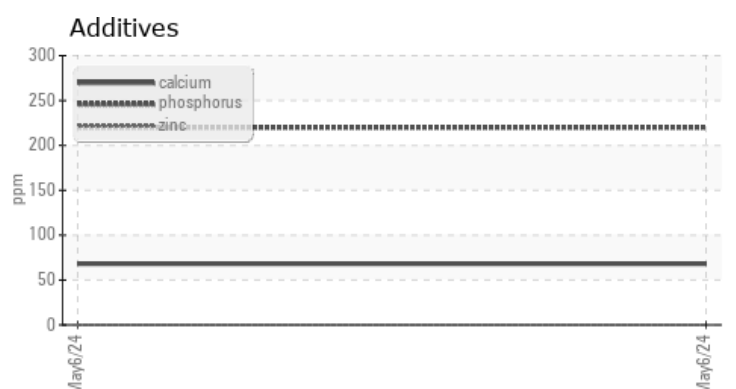 Additives
300
calcium
250
phosphorus
zinc
200
150
ppm
100
50
0
May6/24
May6/24